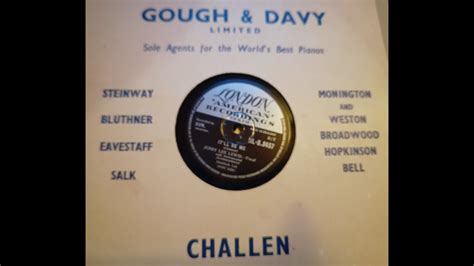 GOUGH & DAVY
LIMITED
Sole Agents for the World's Best Pianos
STEINWAY
BLUTHNER
EAVESTAFF
SALK
LONDON
"AMERICAN
RECORDINGS"
IT'LL BE ME
JERRY LEE LEWIS
MONINGTON
AND
WESTON
BROADWOOD
HOPKINSON
BELL
CHALLEN